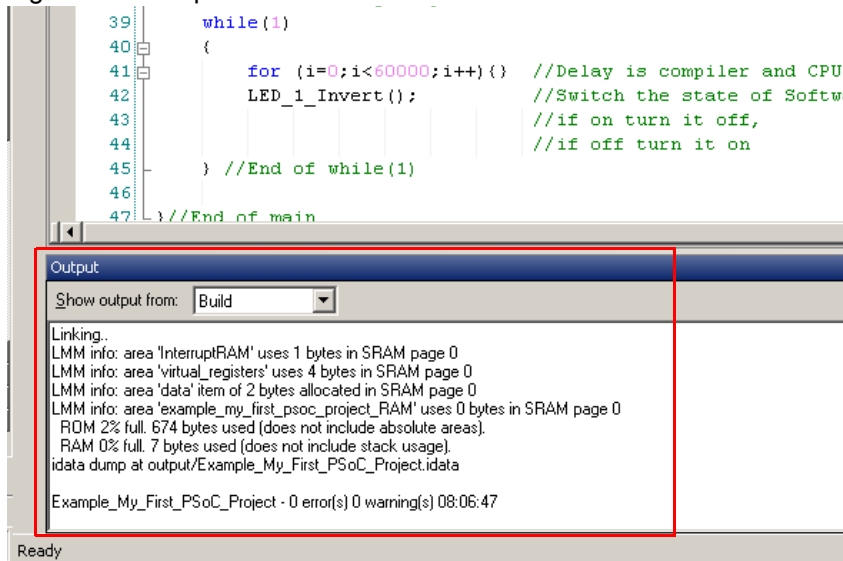 39 while(1)
40 {
41 for (i=0;i<60000;i++){} //Delay is compiler and CPU
42 LED_1_Invert(); //Switch the state of
43 //if on turn it off,
44 //if off turn it on
45 } //End of while(1)
46
47 }//End of main
Output
Show output from: Build
Linking..
LMM info: area 'InterruptRAM' uses 1 bytes in SRAM page 0
LMM info: area 'virtual_registers' uses 4 bytes in SRAM page 0
LMM info: area 'data' item of 2 bytes allocated in SRAM page 0
LMM info: area 'example_my_first_psoc_project_RAM' uses 0 bytes in SRAM page 0
ROM 2% full. 674 bytes used (does not include absolute areas).
RAM 0% full. 7 bytes used (does not include stack usage).
idata dump at output/Example_My_First_PSoC_Project.idata
Example_My_First_PSoC_Project - 0 error(s) 0 warning(s) 08:06:47
Ready